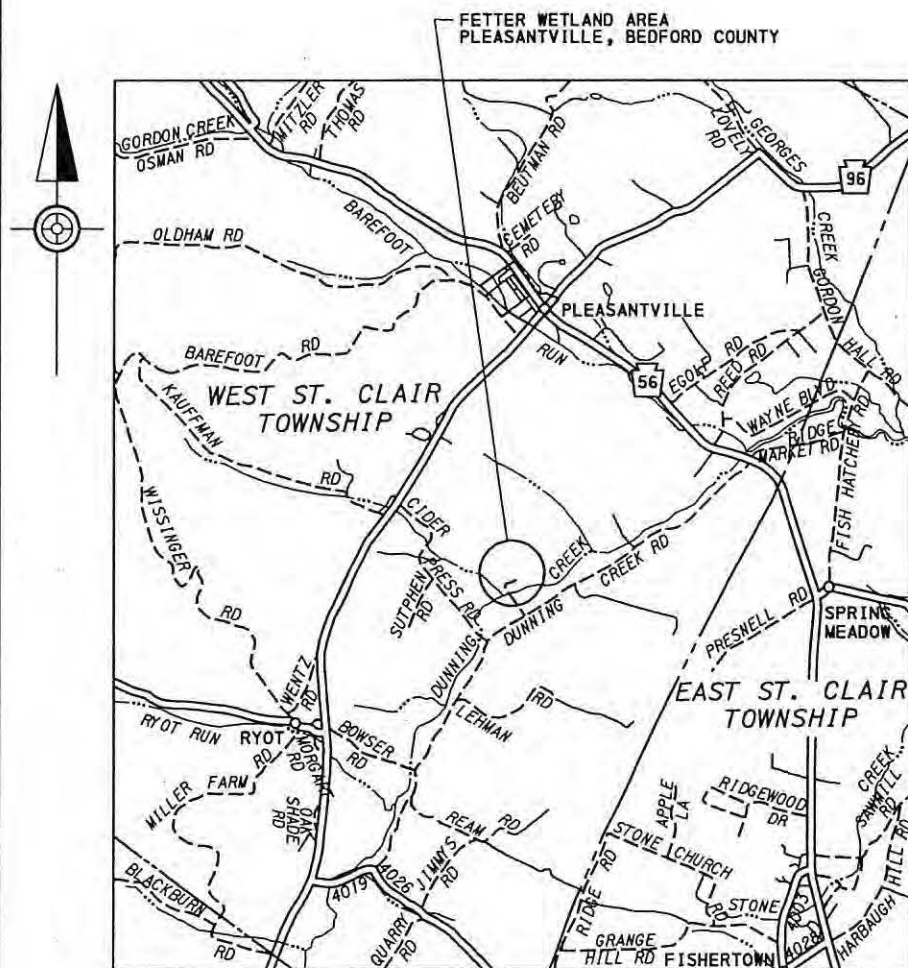 FETTER WETLAND AREA
PLEASANTVILLE, BEDFORD COUNTY
GORDON CREEK
OSMAN RD
WITZLER
RD
THOMAS
RD
BEUTMAN RD
LOVELY
RD
GEORGES
CREEK
96
BAREFOOT
RUN
CEMETERY
RD
OLDHAM RD
PLEASANTVILLE
GORDON
HALL RD
BAREFOOT RD
56
EGOLF RD
REED RD
WAYNE BLVD
RIDGE
MARKET RD
FISH HATCHERY RD
WEST ST. CLAIR
TOWNSHIP
KAUFFMAN RD
CIDER
PRESS RD
SUTPHEN
RD
WISSINGER RD
DUNNING CREEK
DUNNING CREEK RD
PRESNELL RD
SPRING
MEADOW
EAST ST. CLAIR
TOWNSHIP
WENTZ
RD
RYOT RUN
RYOT
MORGART
RD
BOWSER
RD
LEHMAN RD
MILLER FARM RD
OAK
SHADE
RD
REAM RD
JIMMYS
RD
QUARRY
RD
4019
4026
BLACKBURN
RD
APPLE
LA
RIDGEWOOD
DR
STONE CHURCH
RD
STONE
CREEK
SAWMILL
RD
RIDGE RD
GRANGE
HILL RD
FISHERTOWN
4028
HARBAUGH HILL RD